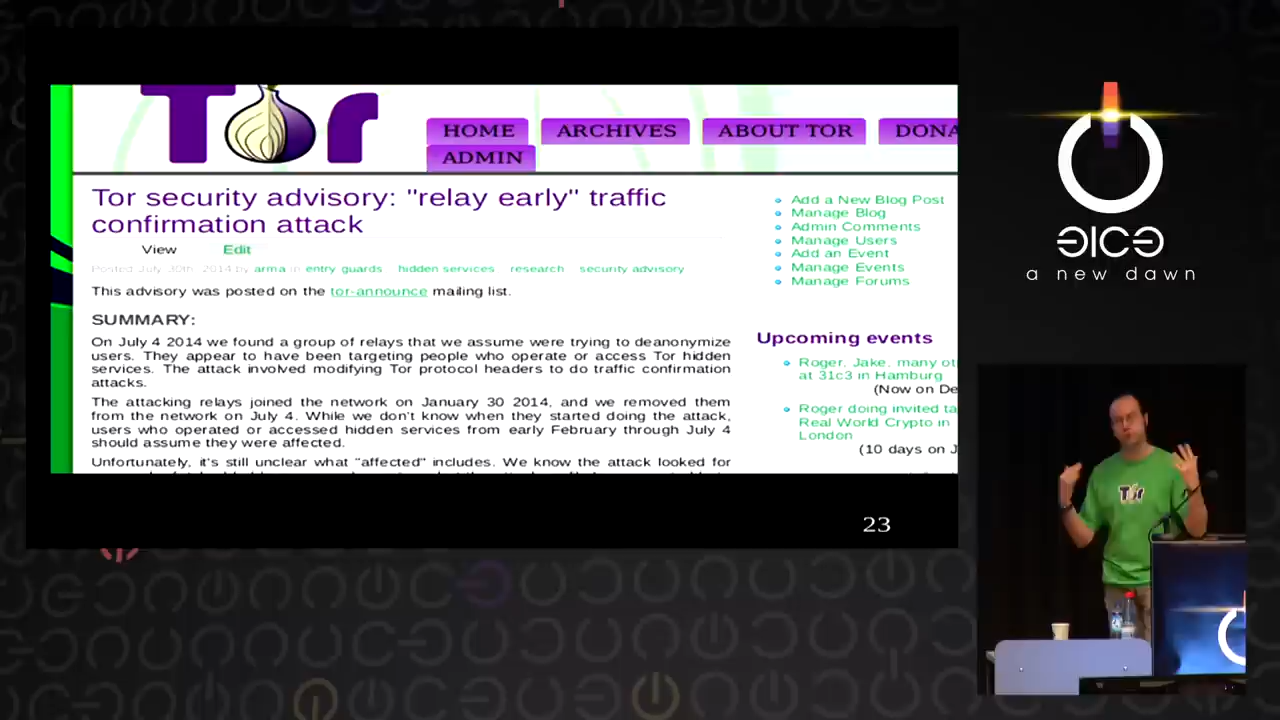 Tor
HOME
ARCHIVES
ABOUT TOR
DONA
ADMIN
Tor security advisory: "relay early" traffic
confirmation attack
View
Edit
Posted July 30th, 2014 by arma in entry guards hidden services research security advisory
This advisory was posted on the tor-announce mailing list.
SUMMARY:
On July 4 2014 we found a group of relays that we assume were trying to deanonymize
users. They appear to have been targeting people who operate or access Tor hidden
services. The attack involved modifying Tor protocol headers to do traffic confirmation
attacks.
The attacking relays joined the network on January 30 2014, and we removed them
from the network on July 4. While we don't know when they started doing the attack,
users who operated or accessed hidden services from early February through July 4
should assume they were affected.
Unfortunately, it's still unclear what "affected" includes. We know the attack looked for
Add a New Blog Post
Manage Blog
Admin Comments
Manage Users
Add an Event
Manage Events
Manage Forums
Upcoming events
Roger, Jake, many ot
at 31c3 in Hamburg
(Now on De
Roger doing invited ta
Real World Crypto in
London
(10 days on J
23
31C3
a new dawn
Tor